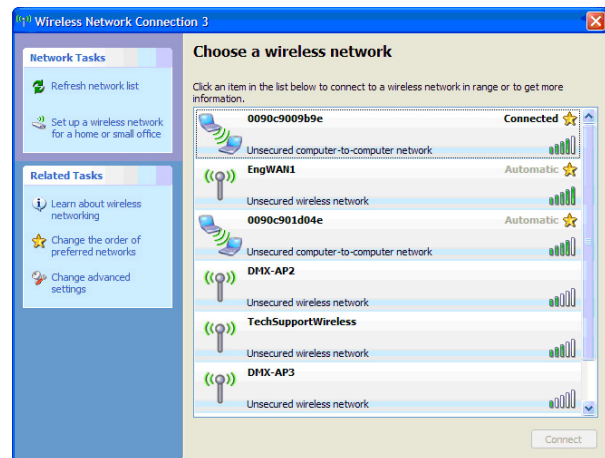 Wireless Network Connection 3
Network Tasks
Refresh network list
Set up a wireless network
for a home or small office
Related Tasks
Learn about wireless
networking
Change the order of
preferred networks
Change advanced
settings
Choose a wireless network
Click an item in the list below to connect to a wireless network in range or to get more
information.
0090c9009b9e Connected
Unsecured computer-to-computer network
EngWAN1 Automatic
Unsecured wireless network
0090c901d04e Automatic
Unsecured computer-to-computer network
DMX-AP2
Unsecured wireless network
TechSupportWireless
Unsecured wireless network
DMX-AP3
Unsecured wireless network
Connect